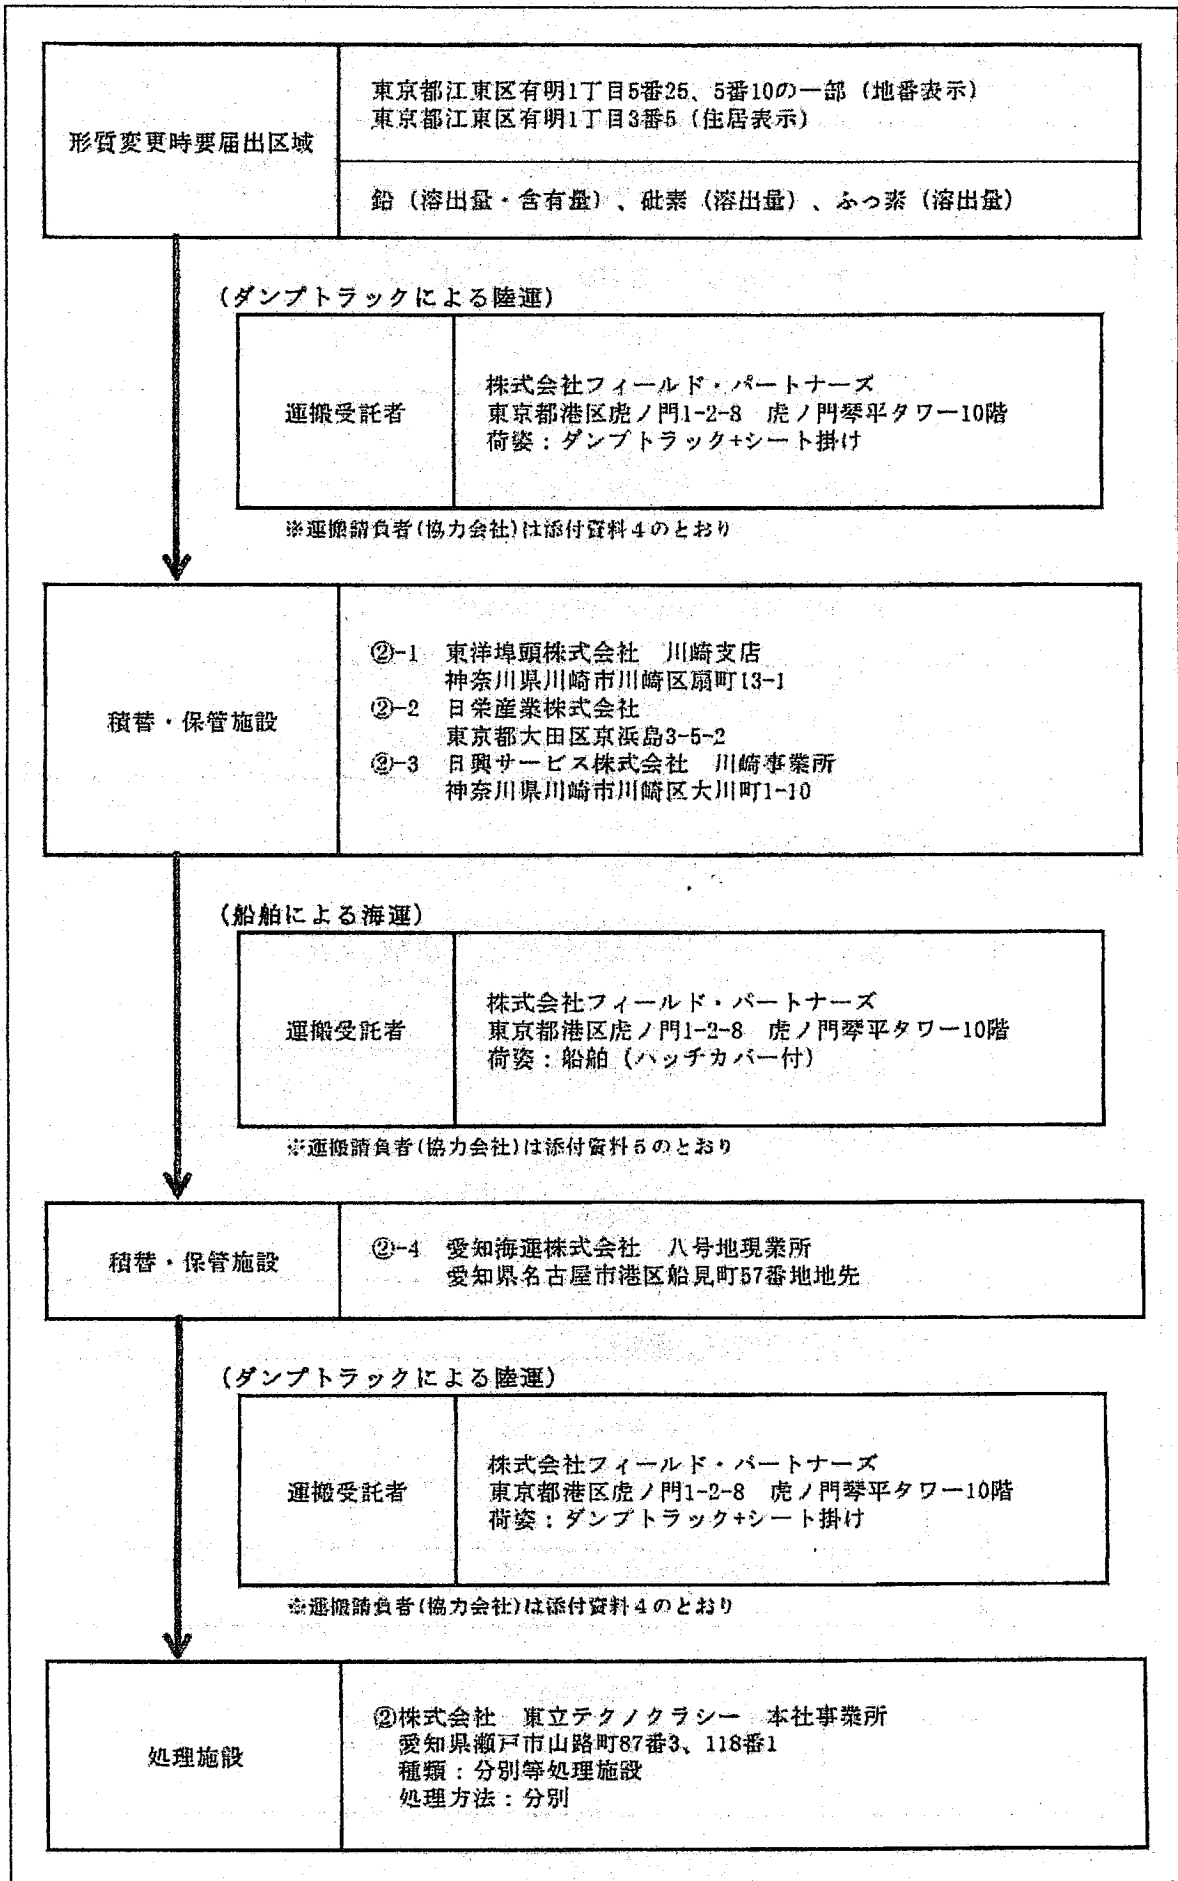 形質変更時要届出区域
東京都江東区有明1丁目5番25、5番10の一部（地番表示）
東京都江東区有明1丁目3番5（住居表示）
鉛（溶出量・含有量）、砒素（溶出量）、ふっ素（溶出量）
（ダンプトラックによる陸運）
運搬受託者
株式会社フィールド・パートナーズ
東京都港区虎ノ門1-2-8　虎ノ門琴平タワー10階
荷姿：ダンプトラック+シート掛け
※運搬請負者(協力会社)は添付資料４のとおり
積替・保管施設
②-1　東洋埠頭株式会社　川崎支店
神奈川県川崎市川崎区扇町13-1
②-2　日栄産業株式会社
東京都大田区京浜島3-5-2
②-3　日興サービス株式会社　川崎事業所
神奈川県川崎市川崎区大川町1-10
（船舶による海運）
運搬受託者
株式会社フィールド・パートナーズ
東京都港区虎ノ門1-2-8　虎ノ門琴平タワー10階
荷姿：船舶（ハッチカバー付）
※運搬請負者(協力会社)は添付資料５のとおり
積替・保管施設
②-4　愛知海運株式会社　八号地現業所
愛知県名古屋市港区船見町57番地地先
（ダンプトラックによる陸運）
運搬受託者
株式会社フィールド・パートナーズ
東京都港区虎ノ門1-2-8　虎ノ門琴平タワー10階
荷姿：ダンプトラック+シート掛け
※運搬請負者(協力会社)は添付資料４のとおり
処理施設
②株式会社　東立テクノクラシー　本社事業所
愛知県瀬戸市山路町87番3、118番1
種類：分別等処理施設
処理方法：分別